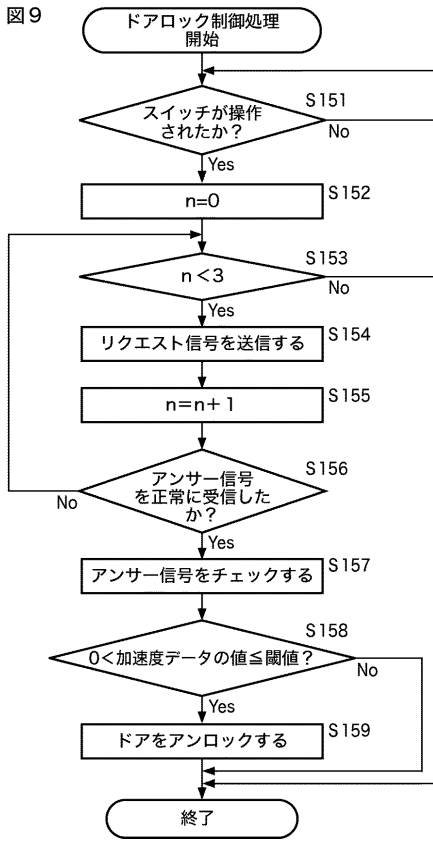 図9
ドアロック制御処理
開始
S151
スイッチが操作
されたか？
No
Yes
n=0
S152
S153
n＜3
No
Yes
リクエスト信号を送信する
S154
n=n+1
S155
S156
アンサー信号
を正常に受信した
か？
No
Yes
アンサー信号をチェックする
S157
S158
0＜加速度データの値≦閾値？
No
Yes
ドアをアンロックする
S159
終了